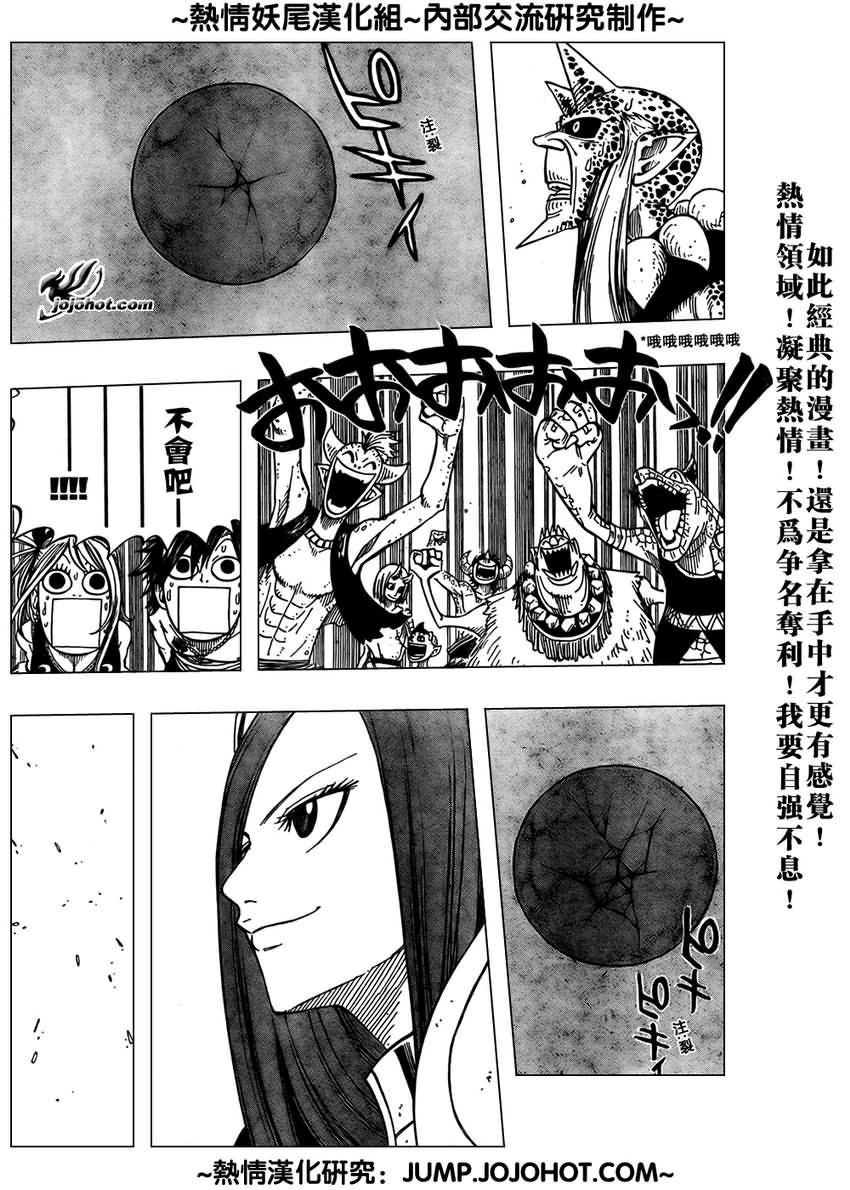 ~熱情妖尾漢化組~內部交流研究制作~
ピキィ
注:裂
jojohot.com
*哦哦哦哦哦哦
おおおおおおっ!!
不會吧—
——!!!!
ピキ
ピキィ
注:裂
如此經典的漫畫！還是拿在手中才更有感覺！
熱情領域！凝聚熱情！不爲争名奪利！我要自强不息！
~熱情漢化研究：JUMP.JOJOHOT.COM~